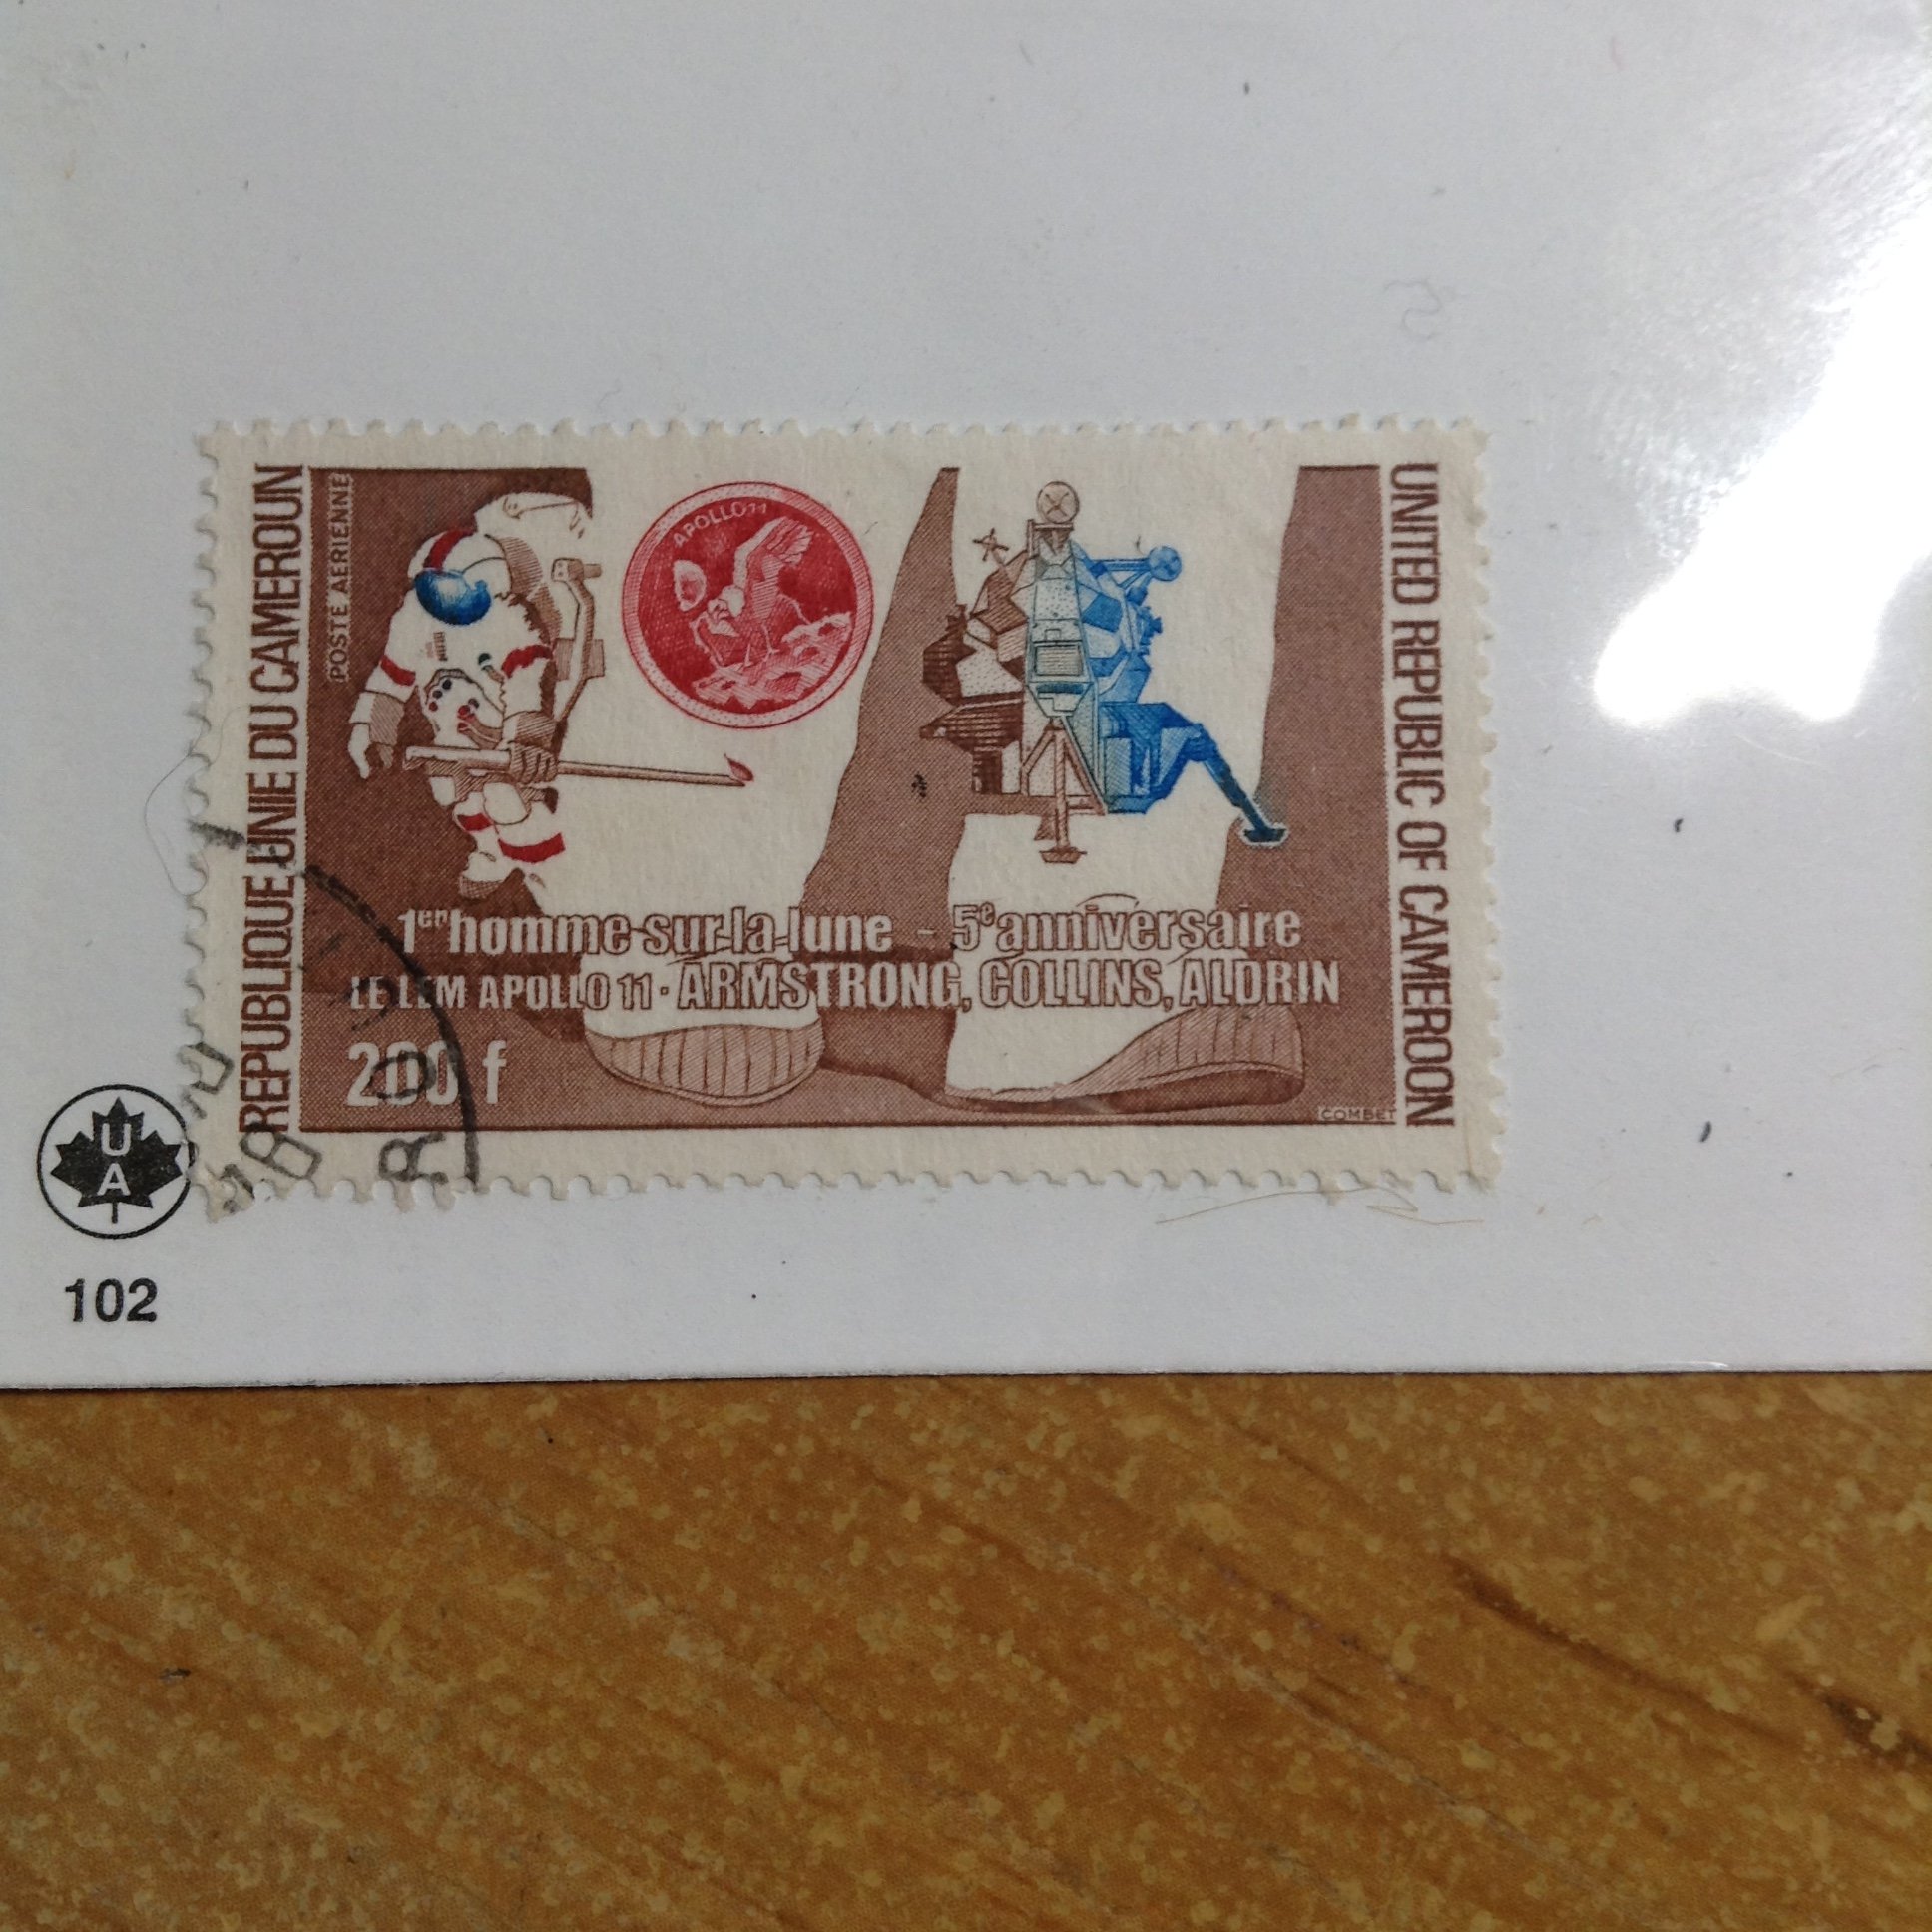 REPUBLIQUE UNIE DU CAMEROUN
POSTE AERIENNE
APOLLO 11
UNITED REPUBLIC OF CAMEROON
1er homme sur la lune - 5e anniversaire
LE LEM APOLLO 11 · ARMSTRONG, COLLINS, ALDRIN
200 f
COMBET
UA
102